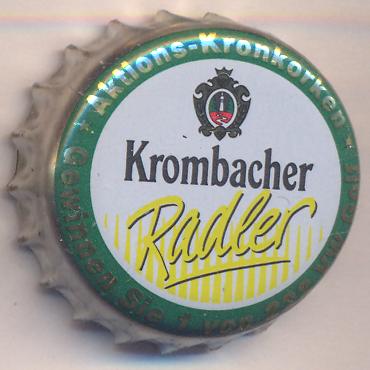 Aktions-Kronkorken
Gewinnen Sie 1 von
Krombacher
Radler